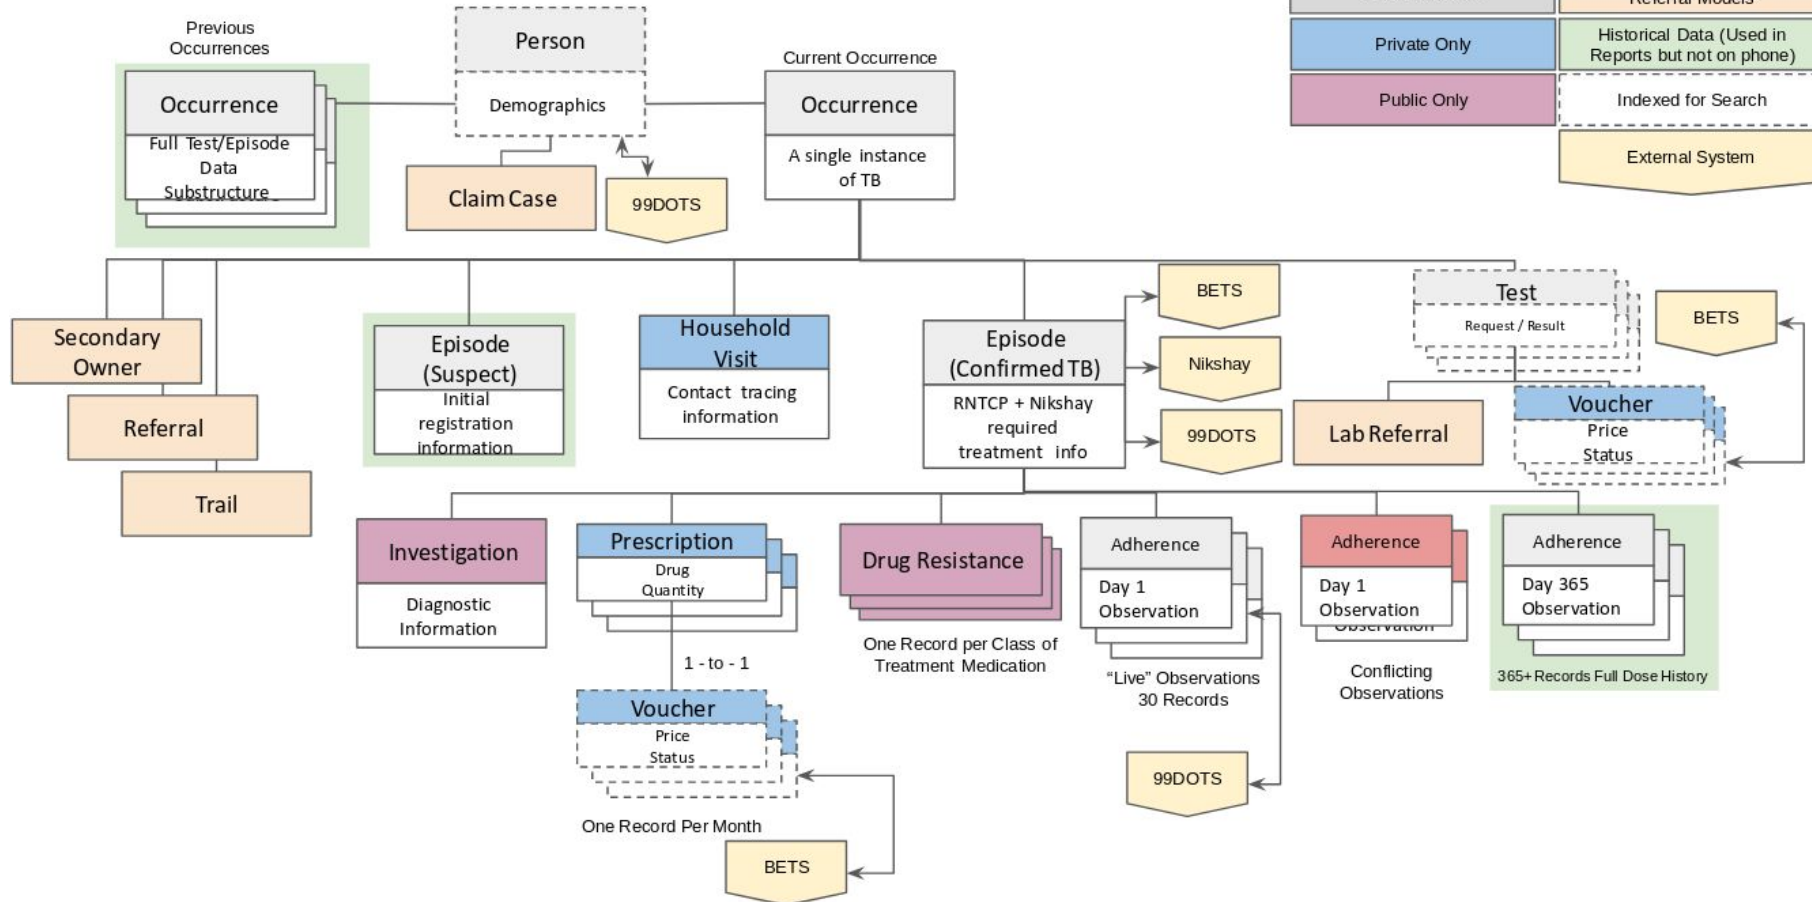 Referral Models
Previous
Occurrences
Person
Demographics
Current Occurrence
Private Only
Historical Data (Used in
Reports but not on phone)
Public Only
Indexed for Search
External System
Occurrence
Full Test/Episode
Data
Substructure
Occurrence
A single instance
of TB
Claim Case
99DOTS
Secondary
Owner
Referral
Trail
Episode
(Suspect)
Initial
registration
information
Household
Visit
Contact tracing
information
Episode
(Confirmed TB)
RNTCP + Nikshay
required
treatment info
BETS
Nikshay
99DOTS
Test
Request / Result
BETS
Lab Referral
Voucher
Price
Status
Investigation
Diagnostic
Information
Prescription
Drug
Quantity
1 - to - 1
Voucher
Price
Status
One Record Per Month
BETS
Drug Resistance
One Record per Class of
Treatment Medication
Adherence
Day 1
Observation
“Live” Observations
30 Records
99DOTS
Adherence
Day 1
Observation
Observation
Conflicting
Observations
Adherence
Day 365
Observation
365+ Records Full Dose History